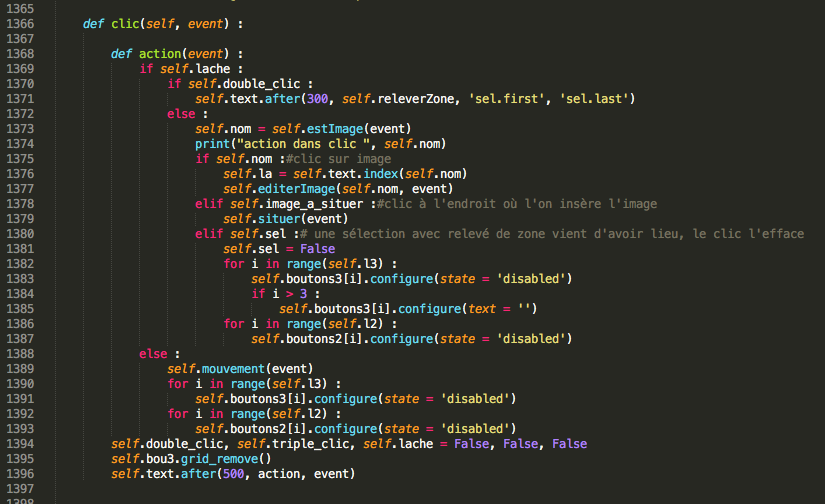 1365
1366 def clic(self, event) :
1367
1368 def action(event) :
1369 if self.lache :
1370 if self.double_clic :
1371 self.text.after(300, self.releverZone, 'sel.first', 'sel.last')
1372 else :
1373 self.nom = self.estImage(event)
1374 print("action dans clic ", self.nom)
1375 if self.nom :#clic sur image
1376 self.la = self.text.index(self.nom)
1377 self.editerImage(self.nom, event)
1378 elif self.image_a_situer :#clic à l'endroit où l'on insère l'image
1379 self.situer(event)
1380 elif self.sel :# une sélection avec relevé de zone vient d'avoir lieu, le clic l'efface
1381 self.sel = False
1382 for i in range(self.l3) :
1383 self.boutons3[i].configure(state = 'disabled')
1384 if i > 3 :
1385 self.boutons3[i].configure(text = '')
1386 for i in range(self.l2) :
1387 self.boutons2[i].configure(state = 'disabled')
1388 else :
1389 self.mouvement(event)
1390 for i in range(self.l3) :
1391 self.boutons3[i].configure(state = 'disabled')
1392 for i in range(self.l2) :
1393 self.boutons2[i].configure(state = 'disabled')
1394 self.double_clic, self.triple_clic, self.lache = False, False, False
1395 self.bou3.grid_remove()
1396 self.text.after(500, action, event)
1397
1398